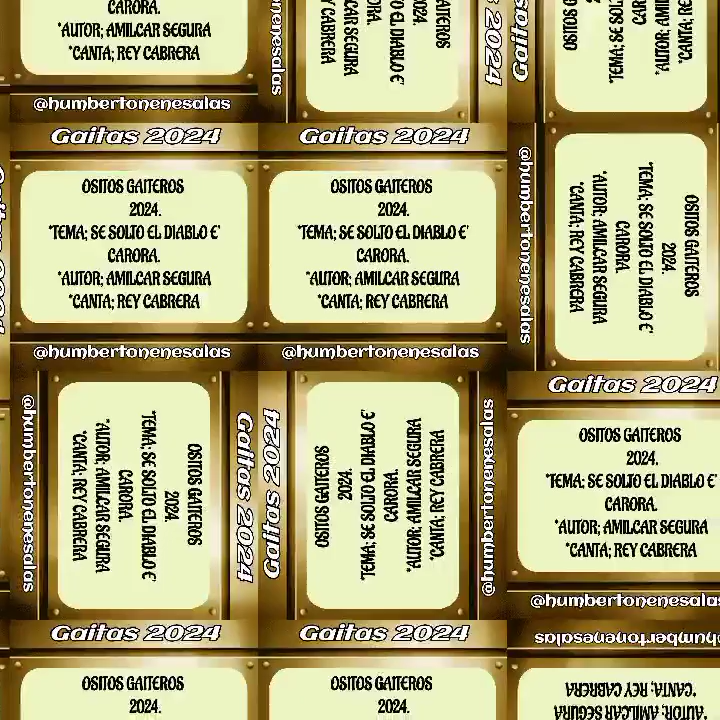 Gaitas 2024
OSITOS GAITEROS
2024.
*TEMA; SE SOLTO EL DIABLO E'
CARORA.
*AUTOR; AMILCAR SEGURA
*CANTA; REY CABRERA
@humbertonenesalas